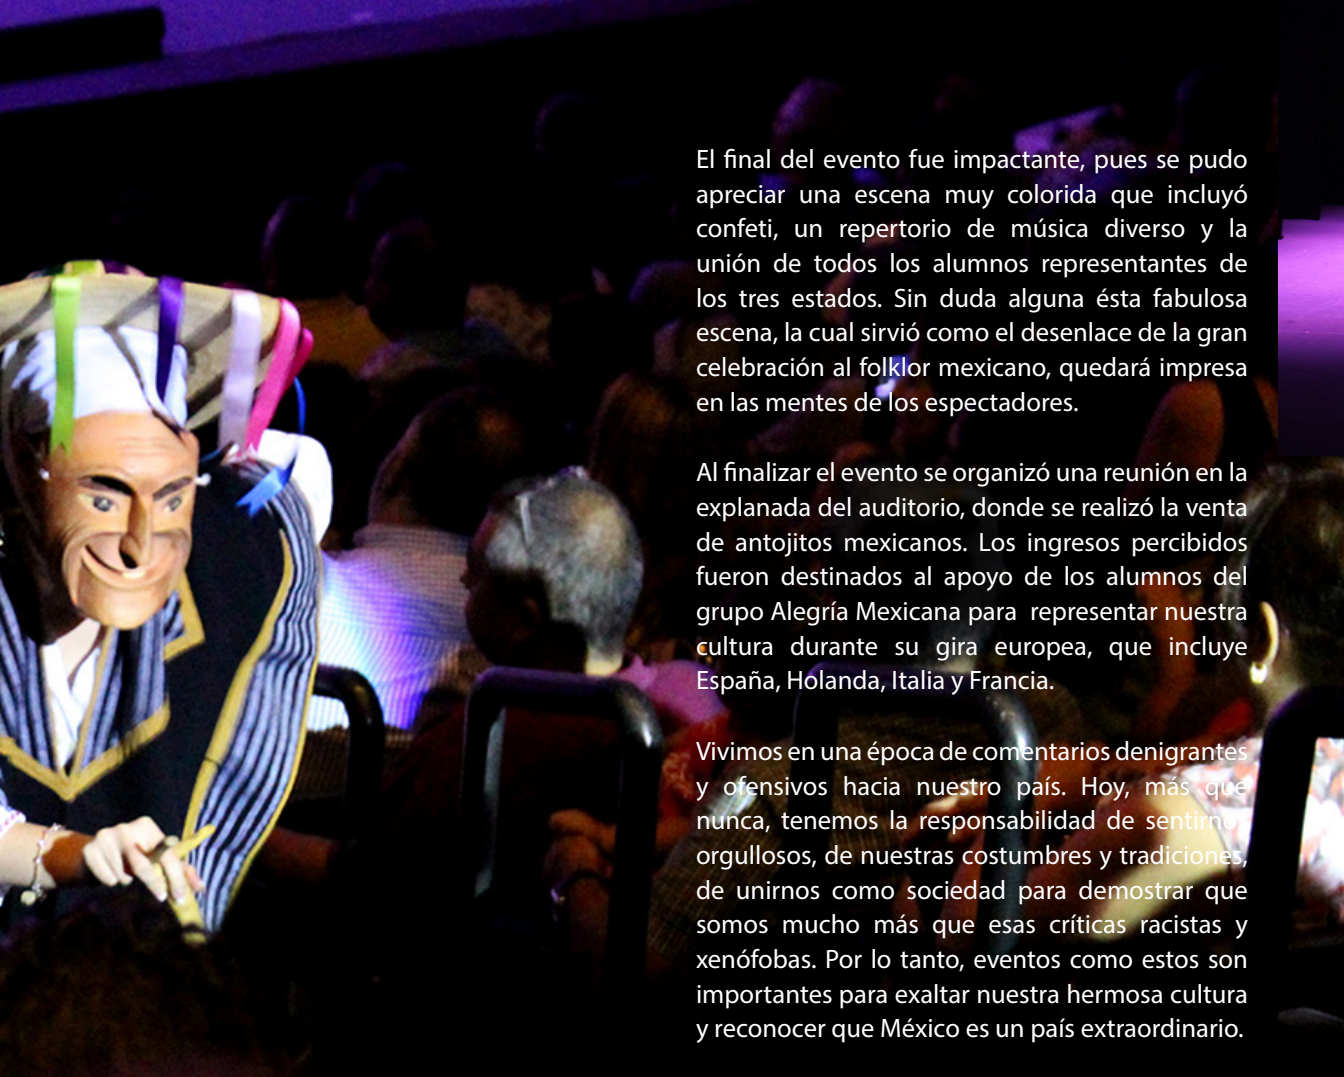 El final del evento fue impactante, pues se pudo
apreciar una escena muy colorida que incluyó
confeti, un repertorio de música diverso y la
unión de todos los alumnos representantes de
los tres estados. Sin duda alguna ésta fabulosa
escena, la cual sirvió como el desenlace de la gran
celebración al folklor mexicano, quedará impresa
en las mentes de los espectadores.
Al finalizar el evento se organizó una reunión en la
explanada del auditorio, donde se realizó la venta
de antojitos mexicanos. Los ingresos percibidos
fueron destinados al apoyo de los alumnos del
grupo Alegría Mexicana para representar nuestra
cultura durante su gira europea, que incluye
España, Holanda, Italia y Francia.
Vivimos en una época de comentarios denigrantes
y ofensivos hacia nuestro país. Hoy, más que
nunca, tenemos la responsabilidad de sentirnos
orgullosos, de nuestras costumbres y tradiciones,
de unirnos como sociedad para demostrar que
somos mucho más que esas críticas racistas y
xenófobas. Por lo tanto, eventos como estos son
importantes para exaltar nuestra hermosa cultura
y reconocer que México es un país extraordinario.